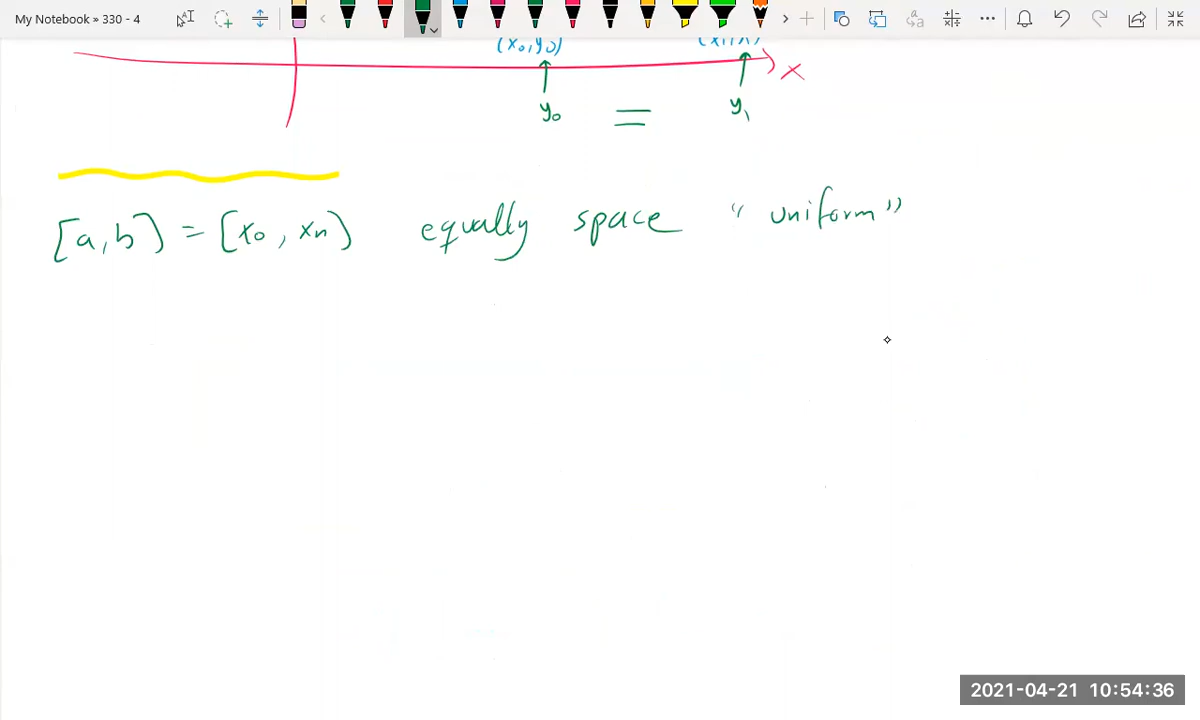 My Notebook » 330 - 4
(x₀, y₀)
x
y₀ = y₁
[a, b] = [x₀, xₙ] equally space "uniform"
2021-04-21 10:54:36